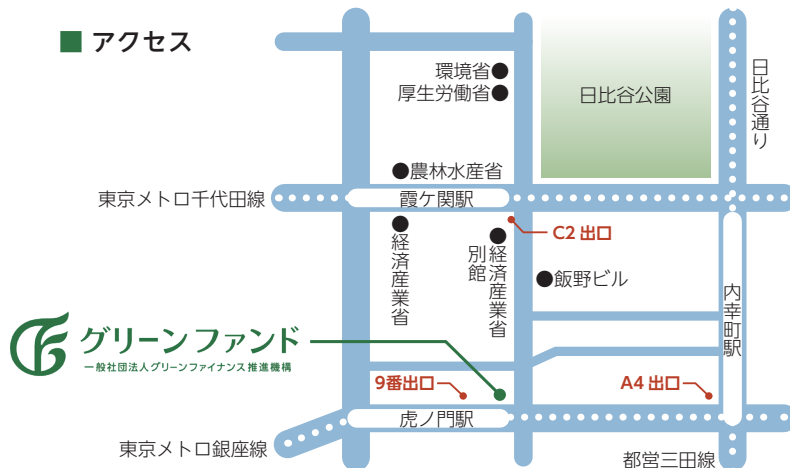 アクセス
環境省
厚生労働省
日比谷公園
日比谷通り
農林水産省
東京メトロ千代田線
霞ケ関駅
C2 出口
経済産業省
経済産業省
別館
飯野ビル
内幸町駅
グリーンファンド
一般社団法人グリーンファイナンス推進機構
9番出口
A4 出口
虎ノ門駅
東京メトロ銀座線
都営三田線